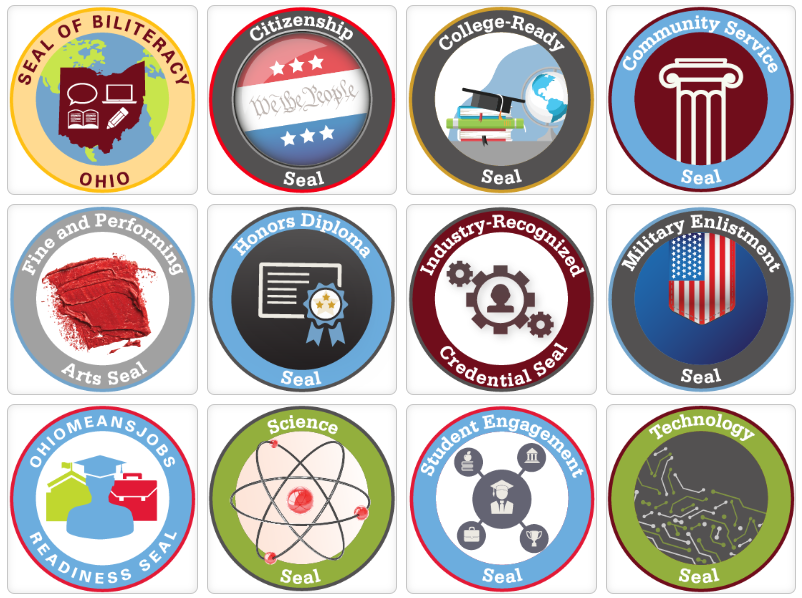 SEAL OF BILITERACY
OHIO
Citizenship
We the People
Seal
College-Ready
Seal
Community Service
Seal
Fine and Performing
Arts Seal
Honors Diploma
Seal
Industry-Recognized
Credential Seal
Military Enlistment
Seal
OHIOMEANSJOBS
READINESS SEAL
Science
Seal
Student Engagement
Seal
Technology
Seal